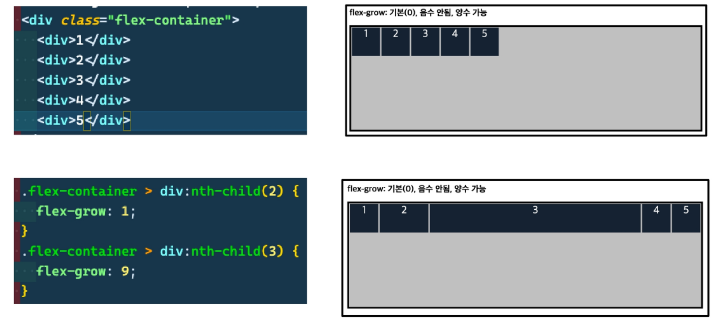 <div class="flex-container">
<div>1</div>
<div>2</div>
<div>3</div>
<div>4</div>
<div>5</div>
flex-grow: 기본(0), 음수 안됨, 양수 가능
1 2 3 4 5
.flex-container > div:nth-child(2) {
flex-grow: 1;
}
.flex-container > div:nth-child(3) {
flex-grow: 9;
}
flex-grow: 기본(0), 음수 안됨, 양수 가능
1 2 3 4 5